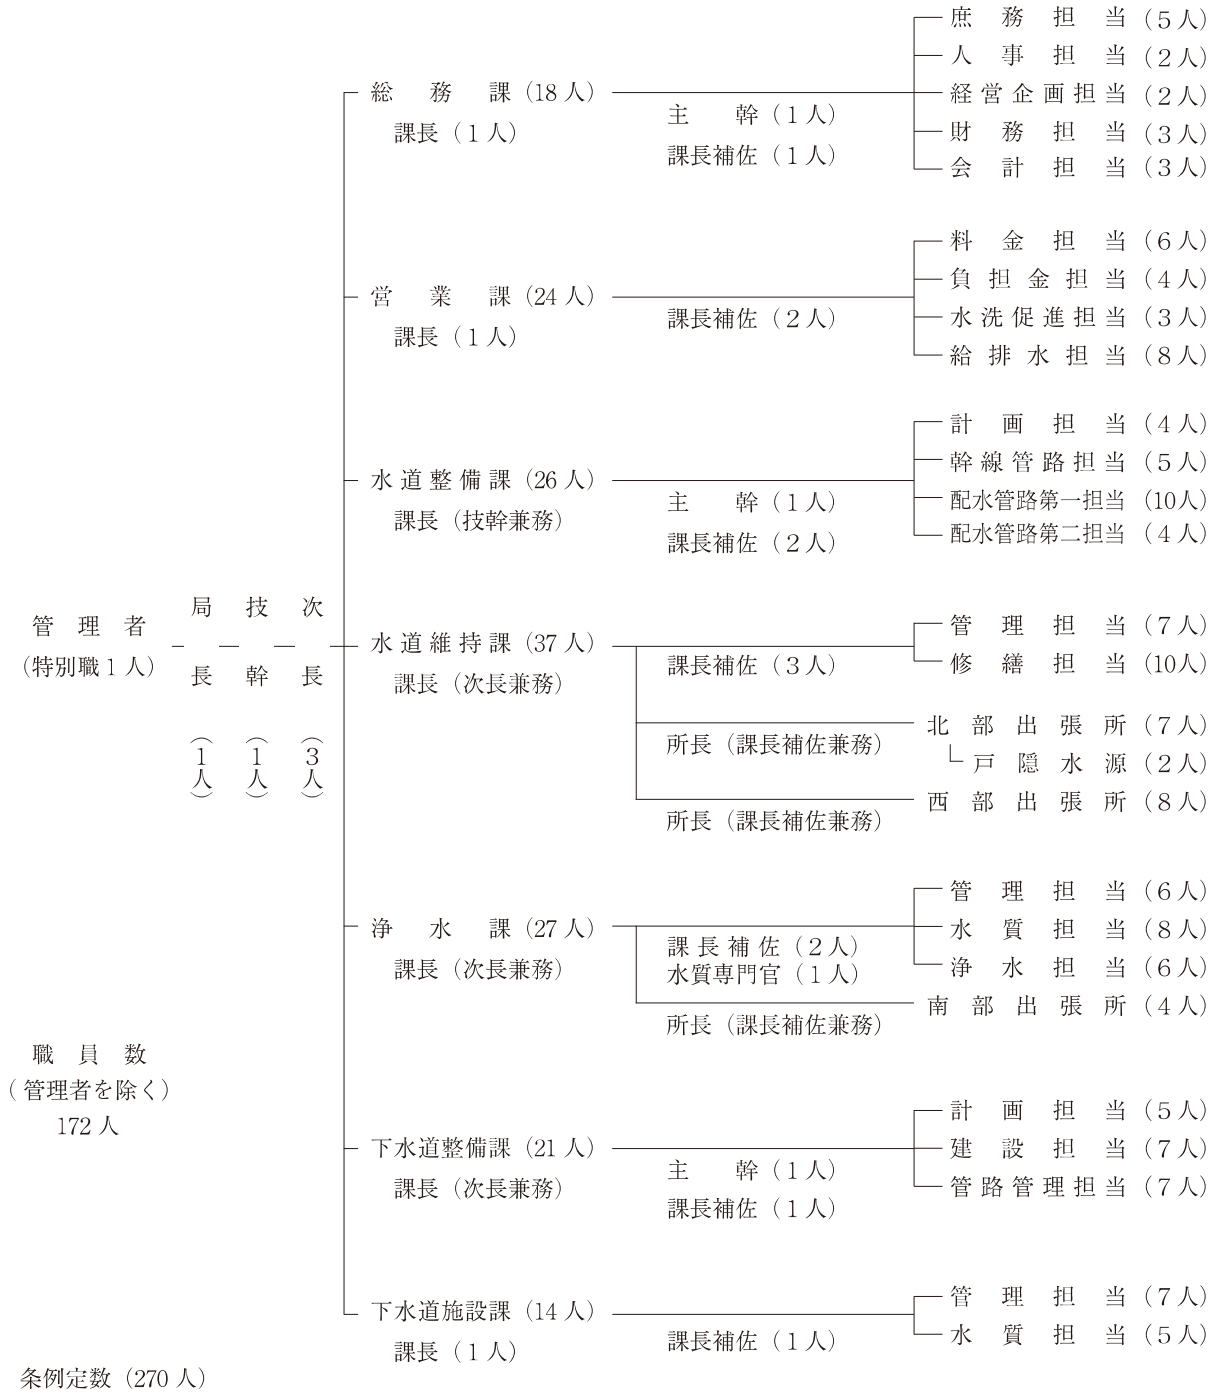 管理者
(特別職1人)
局長(1人)
技幹(1人)
次長(3人)
総務課(18人)
課長(1人)
主幹(1人)
課長補佐(1人)
庶務担当(5人)
人事担当(2人)
経営企画担当(2人)
財務担当(3人)
会計担当(3人)
営業課(24人)
課長(1人)
課長補佐(2人)
料金担当(6人)
負担金担当(4人)
水洗促進担当(3人)
給排水担当(8人)
水道整備課(26人)
課長(技幹兼務)
主幹(1人)
課長補佐(2人)
計画担当(4人)
幹線管路担当(5人)
配水管路第一担当(10人)
配水管路第二担当(4人)
水道維持課(37人)
課長(次長兼務)
課長補佐(3人)
管理担当(7人)
修繕担当(10人)
所長(課長補佐兼務)
北部出張所(7人)
戸隠水源(2人)
所長(課長補佐兼務)
西部出張所(8人)
浄水課(27人)
課長(次長兼務)
課長補佐(2人)
水質専門官(1人)
管理担当(6人)
水質担当(8人)
浄水担当(6人)
所長(課長補佐兼務)
南部出張所(4人)
下水道整備課(21人)
課長(次長兼務)
主幹(1人)
課長補佐(1人)
計画担当(5人)
建設担当(7人)
管路管理担当(7人)
下水道施設課(14人)
課長(1人)
課長補佐(1人)
管理担当(7人)
水質担当(5人)
職員数
(管理者を除く)
172人
条例定数(270人)